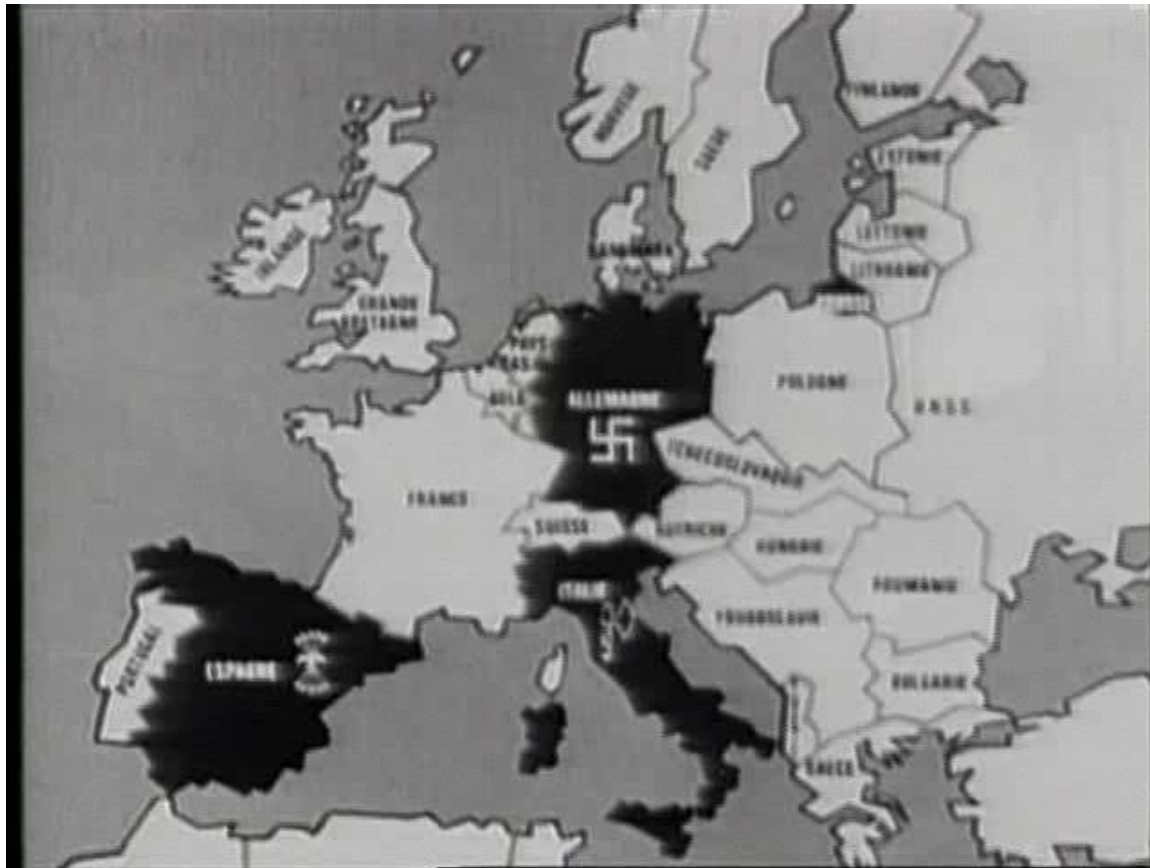 FINLANDE
NORVEGE
SUEDE
ESTONIE
LETTONIE
LITHUANIE
IRLANDE
DANEMARK
GRANDE
BRETAGNE
PAYS
BAS
BELG
ALLEMAGNE
POLOGNE
U.R.S.S.
TCHECOSLOVAQUIE
FRANCE
SUISSE
AUTRICHE
HONGRIE
ROUMANIE
ITALIE
YOUGOSLAVIE
PORTUGAL
ESPAGNE
BULGARIE
GRECE